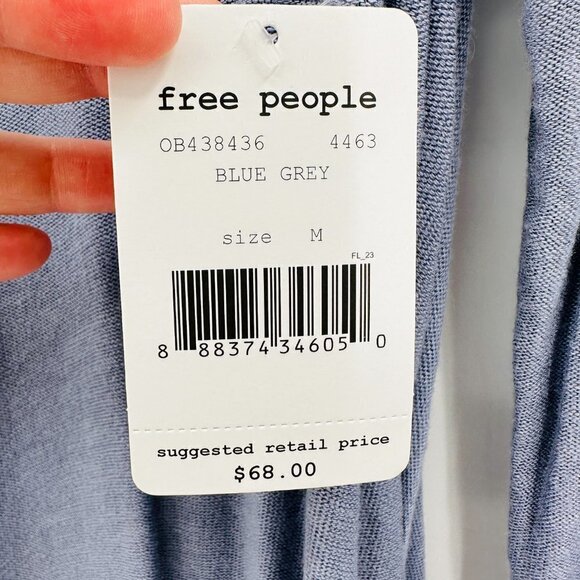 free people
OB438436 4463
BLUE GREY
size M
FL_23
8 88374 34605 0
suggested retail price
$68.00